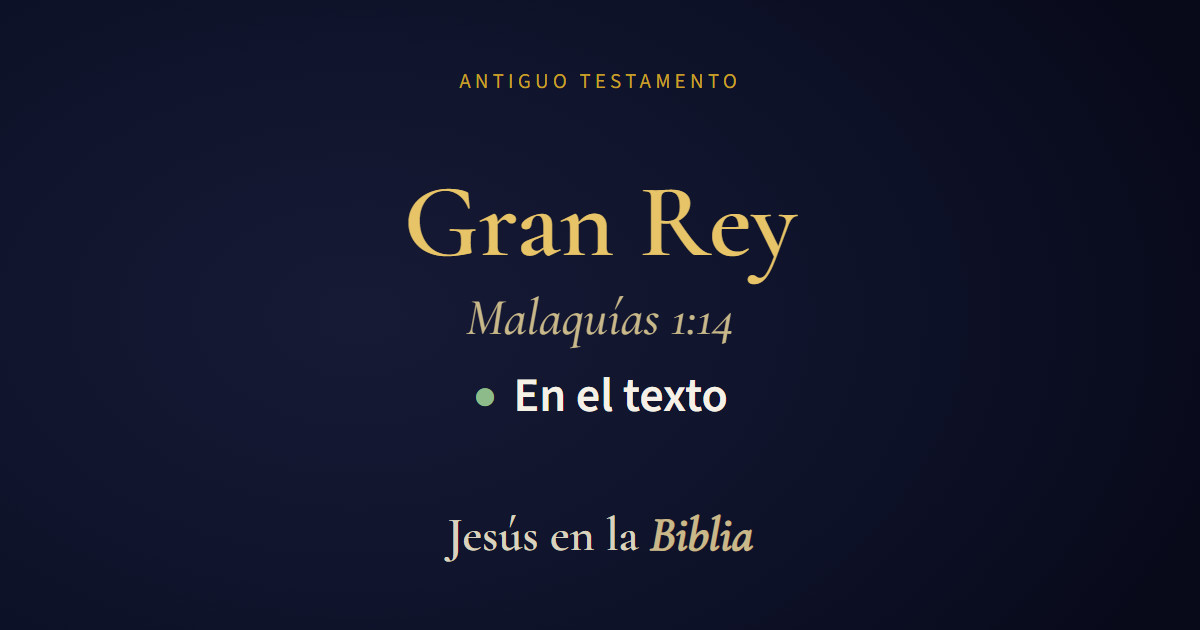 ANTIGUO TESTAMENTO
Gran Rey
Malaquías 1:14
En el texto
Jesús en la Biblia